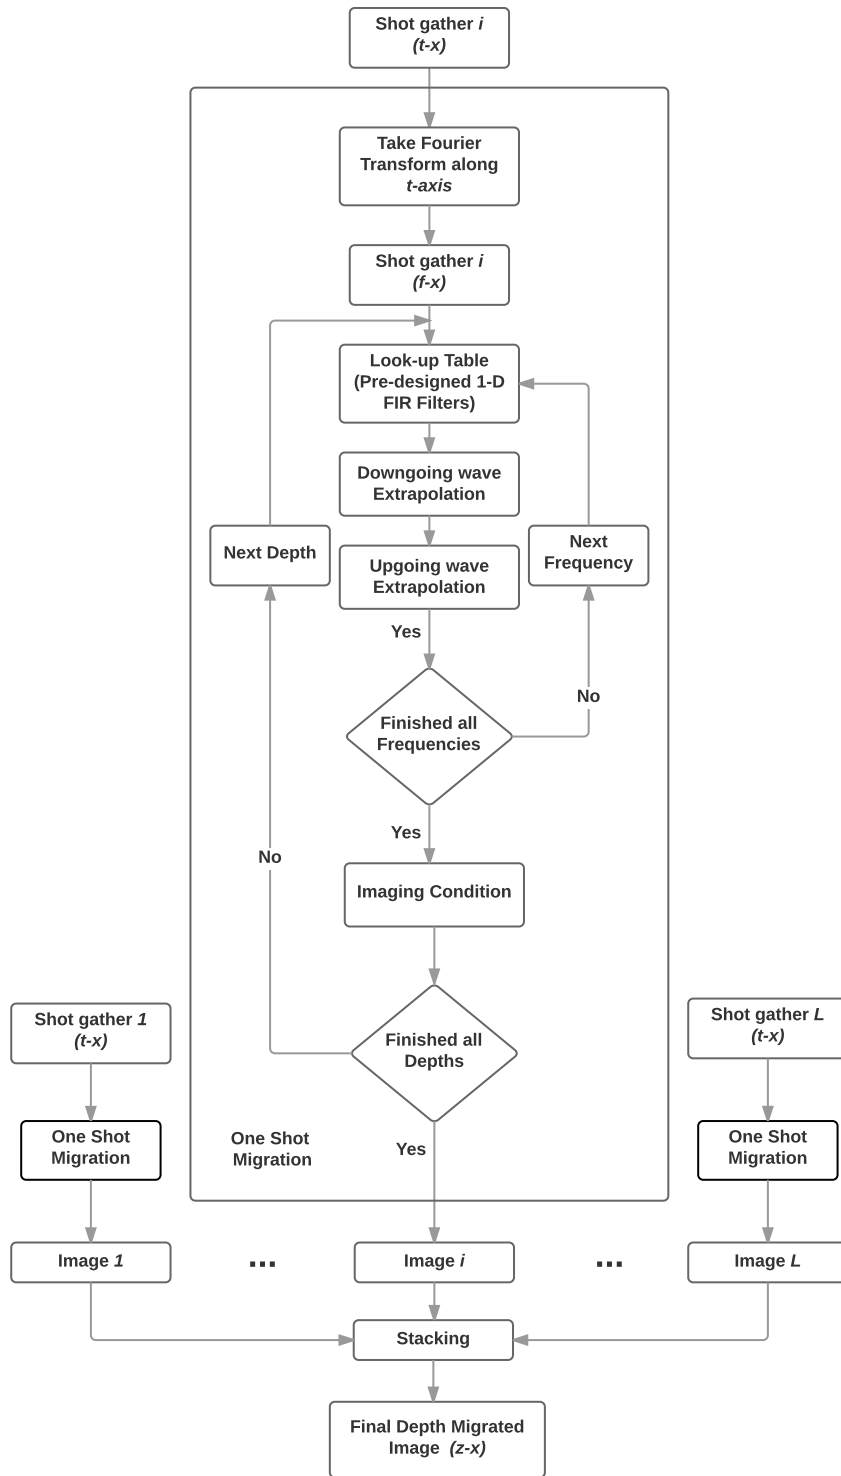 Shot gather i
(t-x)
Take Fourier
Transform along
t-axis
Shot gather i
(f-x)
Look-up Table
(Pre-designed 1-D
FIR Filters)
Downgoing wave
Extrapolation
Next Depth
Upgoing wave
Extrapolation
Next
Frequency
Yes
Finished all
Frequencies
No
Yes
No
Imaging Condition
Finished all
Depths
Yes
One Shot
Migration
Shot gather 1
(t-x)
One Shot
Migration
Image 1
...
Image i
...
Shot gather L
(t-x)
One Shot
Migration
Image L
Stacking
Final Depth Migrated
Image (z-x)